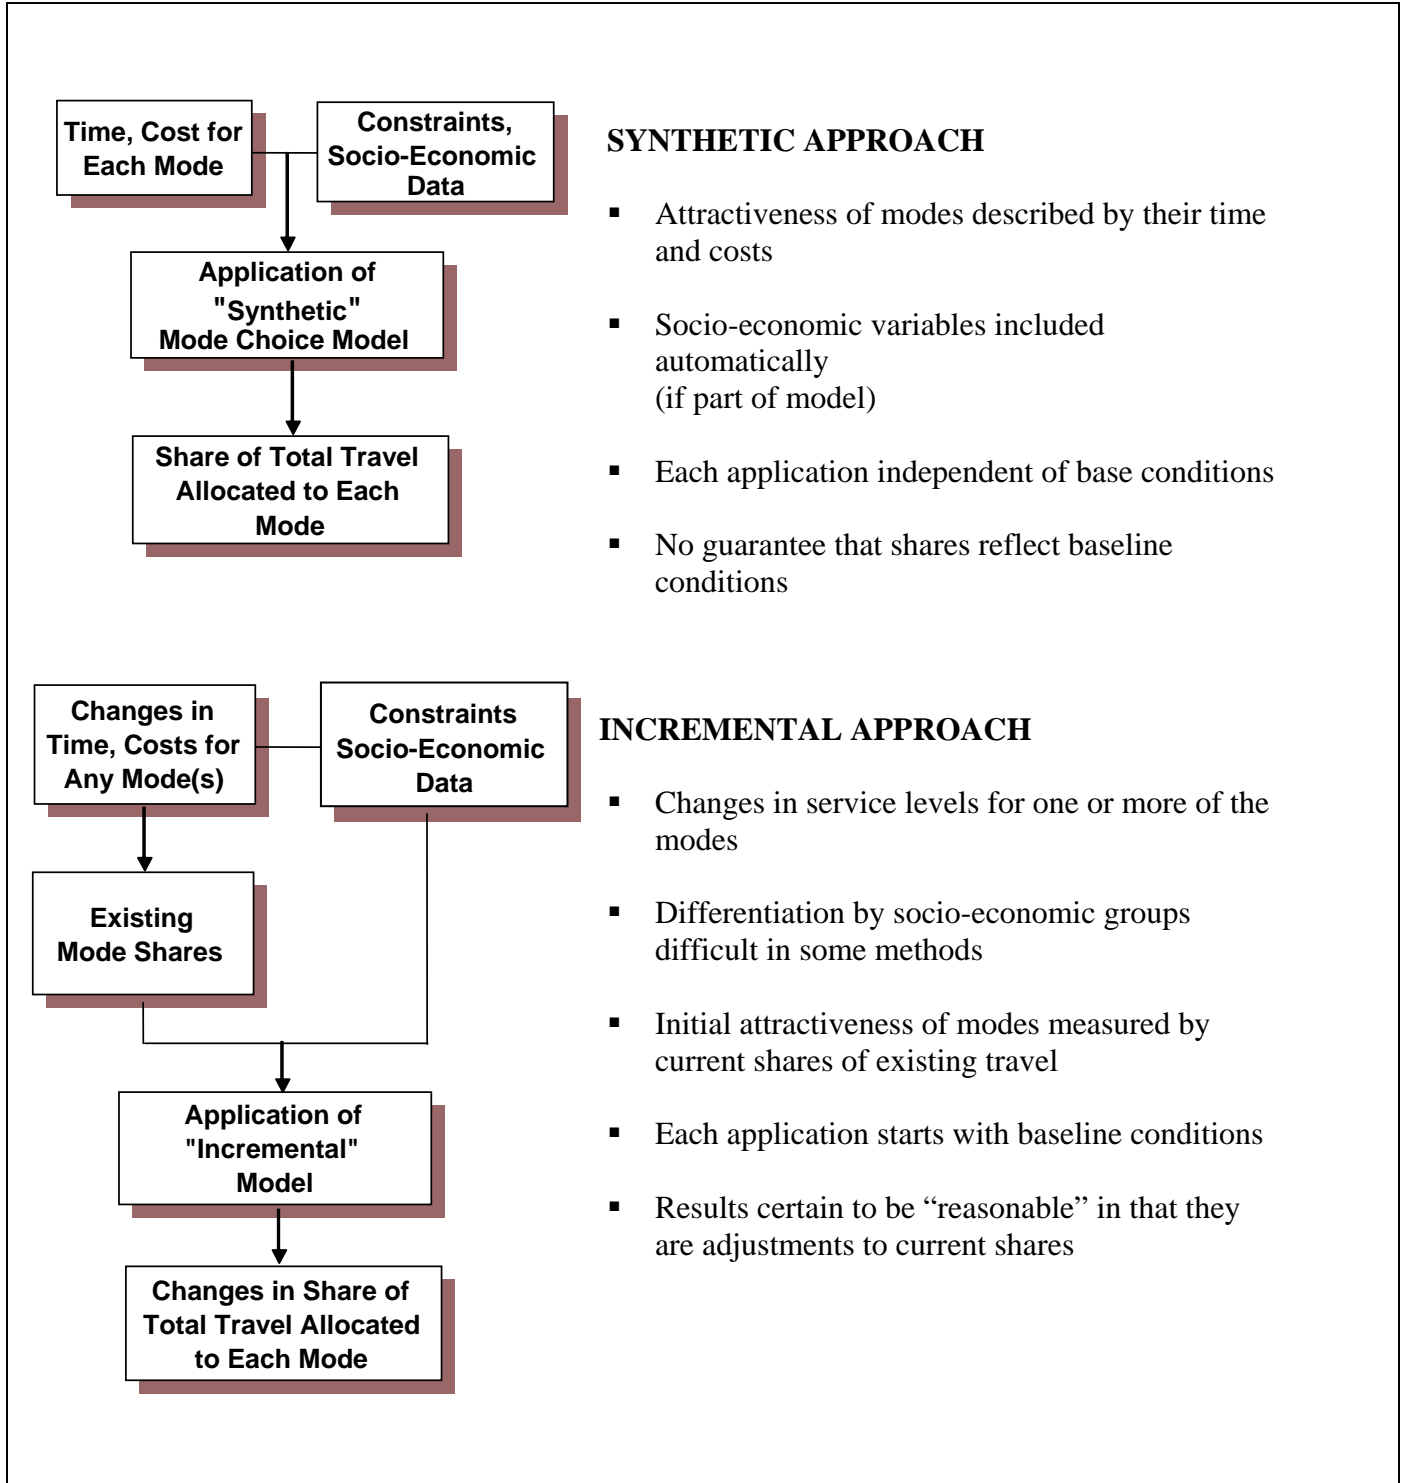 Time, Cost for
Each Mode
Constraints,
Socio-Economic
Data
Application of
"Synthetic"
Mode Choice Model
Share of Total Travel
Allocated to Each
Mode
SYNTHETIC APPROACH
▪ Attractiveness of modes described by their time
and costs
▪ Socio-economic variables included
automatically
(if part of model)
▪ Each application independent of base conditions
▪ No guarantee that shares reflect baseline
conditions
Changes in
Time, Costs for
Any Mode(s)
Constraints
Socio-Economic
Data
Existing
Mode Shares
Application of
"Incremental"
Model
Changes in Share of
Total Travel Allocated
to Each Mode
INCREMENTAL APPROACH
▪ Changes in service levels for one or more of the
modes
▪ Differentiation by socio-economic groups
difficult in some methods
▪ Initial attractiveness of modes measured by
current shares of existing travel
▪ Each application starts with baseline conditions
▪ Results certain to be “reasonable” in that they
are adjustments to current shares